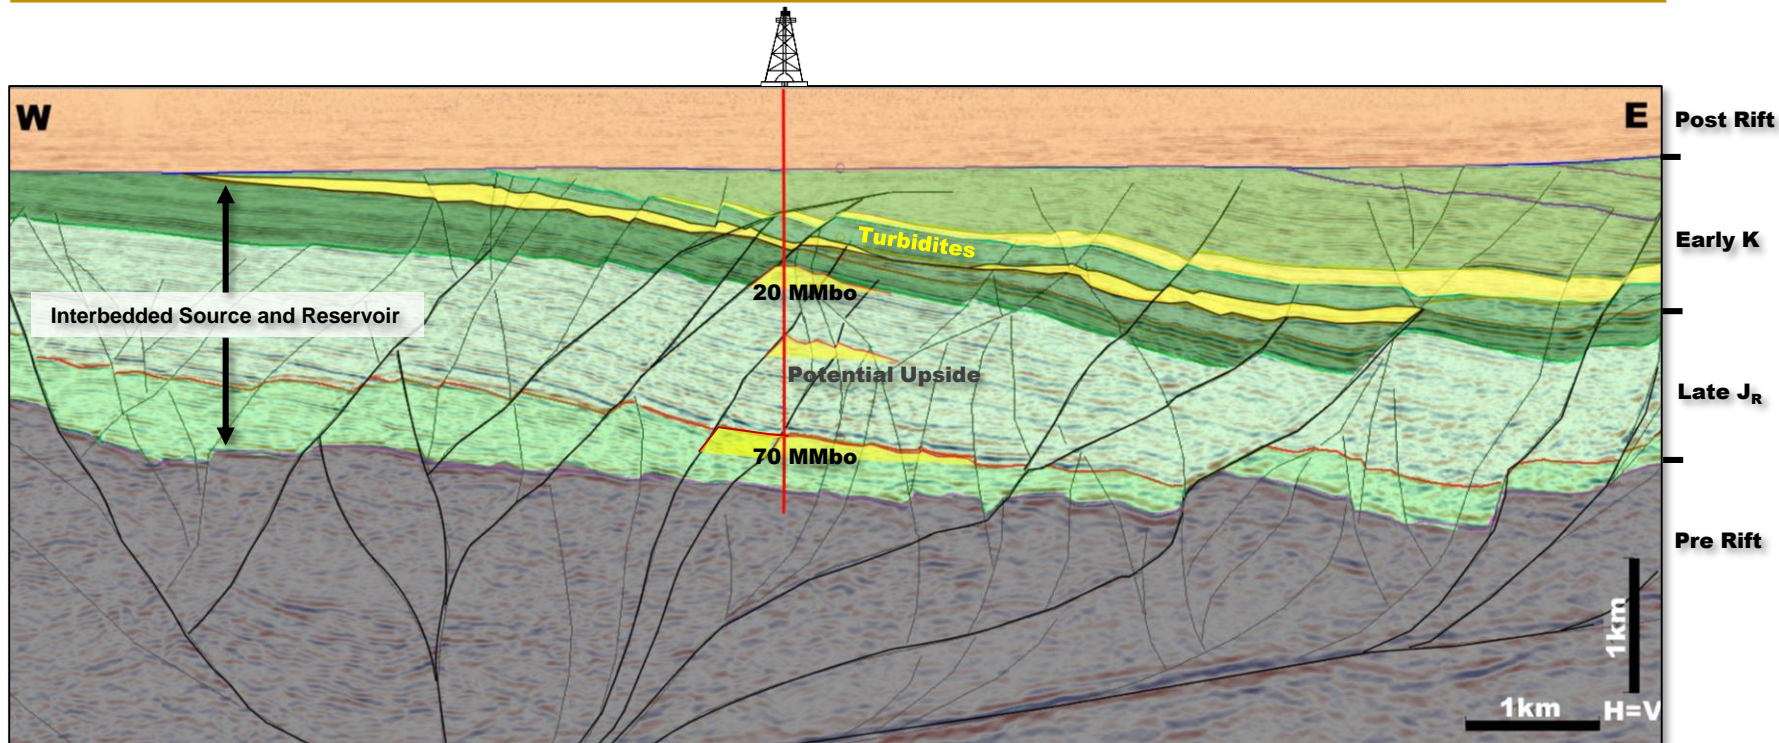 W
E
Post Rift
Early K
Turbidites
20 MMbo
Interbedded Source and Reservoir
Potential Upside
Late JR
70 MMbo
Pre Rift
1km
1km
H=V